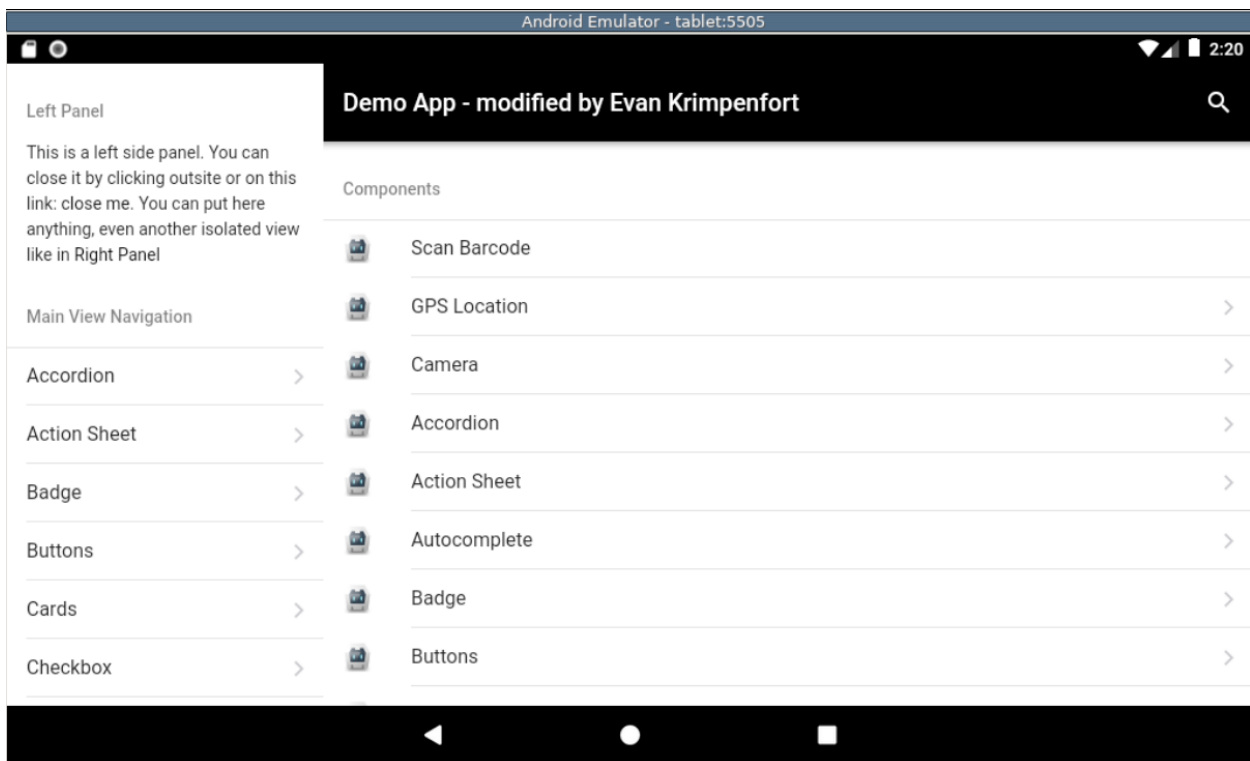 Android Emulator - tablet:5505
2:20
Left Panel
This is a left side panel. You can
close it by clicking outsite or on this
link: close me. You can put here
anything, even another isolated view
like in Right Panel
Main View Navigation
Accordion
Action Sheet
Badge
Buttons
Cards
Checkbox
Demo App - modified by Evan Krimpenfort
Components
Scan Barcode
GPS Location
Camera
Accordion
Action Sheet
Autocomplete
Badge
Buttons